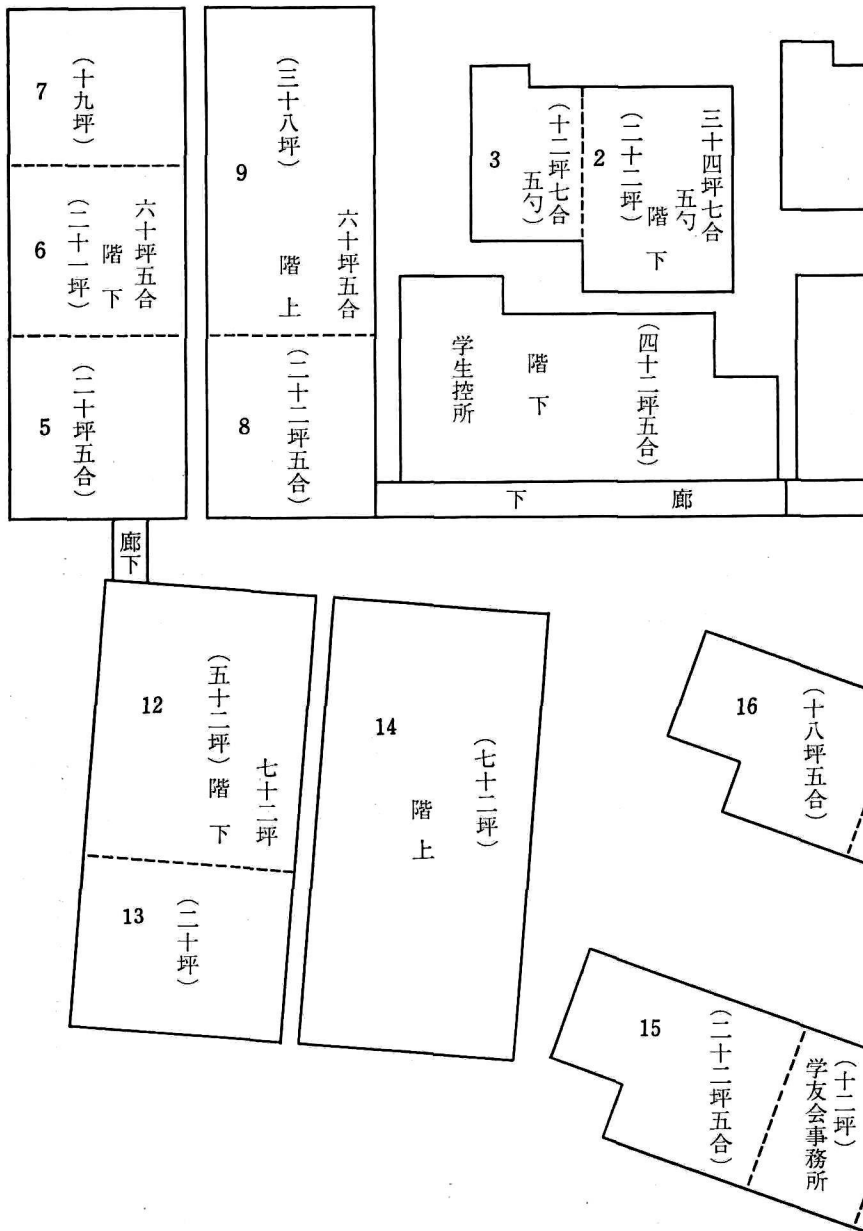 7
（十九坪）
6
六十坪五合
階下
（二十一坪）
5
（二十坪五合）
9
（三十八坪）
六十坪五合
階上
8
（二十二坪五合）
3
（十二坪七合
五勺）
2
三十四坪七合
五勺
階下
（二十二坪）
（四十二坪五合）
階下
学生控所
廊下
廊下
12
七十二坪
階下
（五十二坪）
13
（二十坪）
14
（七十二坪）
階上
16
（十八坪五合）
15
（二十二坪五合）
（十二坪）
学友会事務所